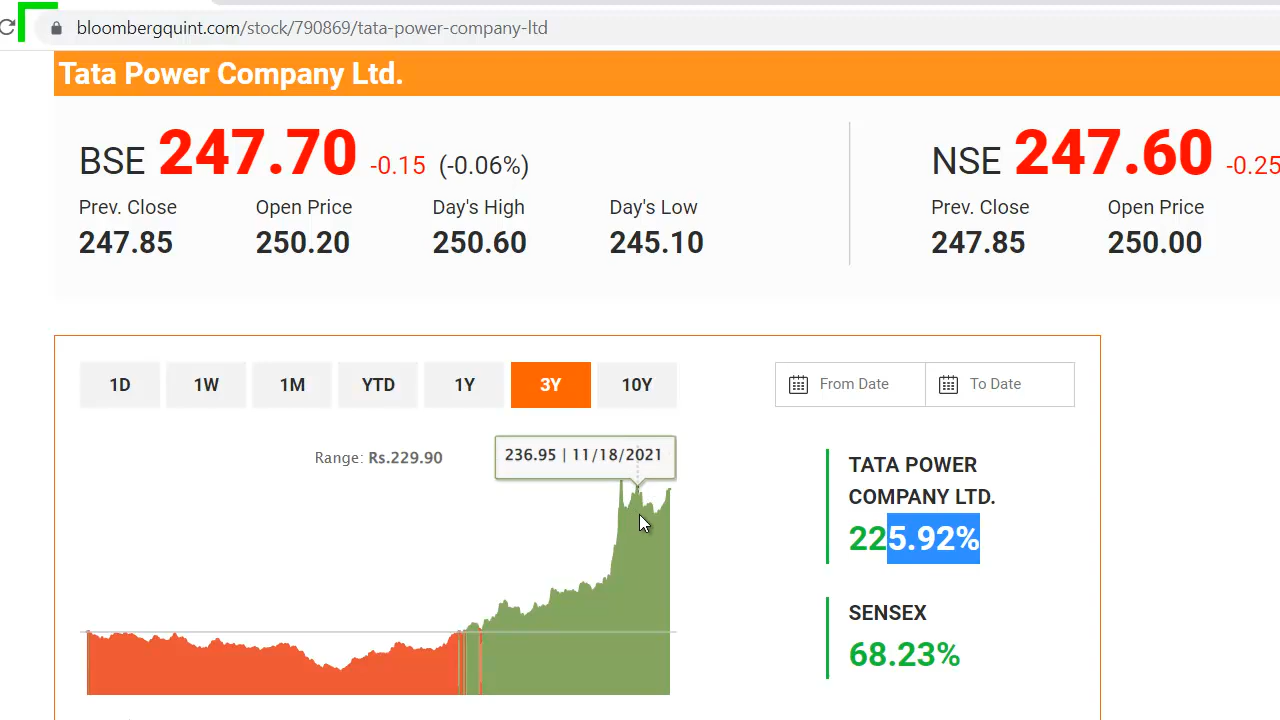 bloombergquint.com/stock/790869/tata-power-company-ltd
Tata Power Company Ltd.
BSE 247.70 -0.15 (-0.06%)
Prev. Close Open Price Day's High Day's Low
247.85 250.20 250.60 245.10
NSE 247.60 -0.25
Prev. Close Open Price
247.85 250.00
1D 1W 1M YTD 1Y 3Y 10Y
From Date To Date
Range: Rs.229.90
236.95 | 11/18/2021
TATA POWER
COMPANY LTD.
225.92%
SENSEX
68.23%